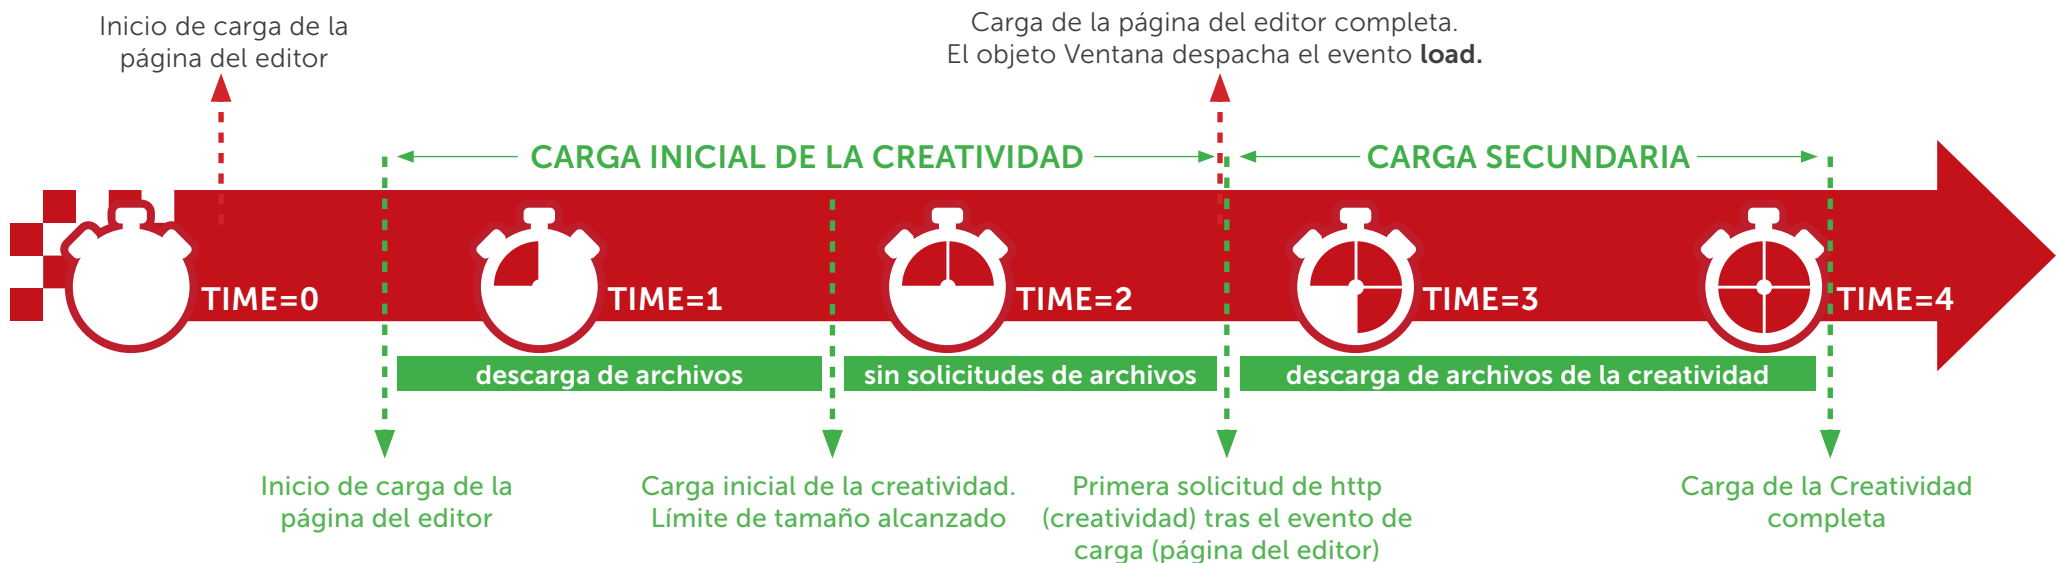 Inicio de carga de la
página del editor
Carga de la página del editor completa.
El objeto Ventana despacha el evento load.
CARGA INICIAL DE LA CREATIVIDAD
CARGA SECUNDARIA
TIME=0
TIME=1
TIME=2
TIME=3
TIME=4
descarga de archivos
sin solicitudes de archivos
descarga de archivos de la creatividad
Inicio de carga de la
página del editor
Carga inicial de la creatividad.
Límite de tamaño alcanzado
Primera solicitud de http
(creatividad) tras el evento de
carga (página del editor)
Carga de la Creatividad
completa